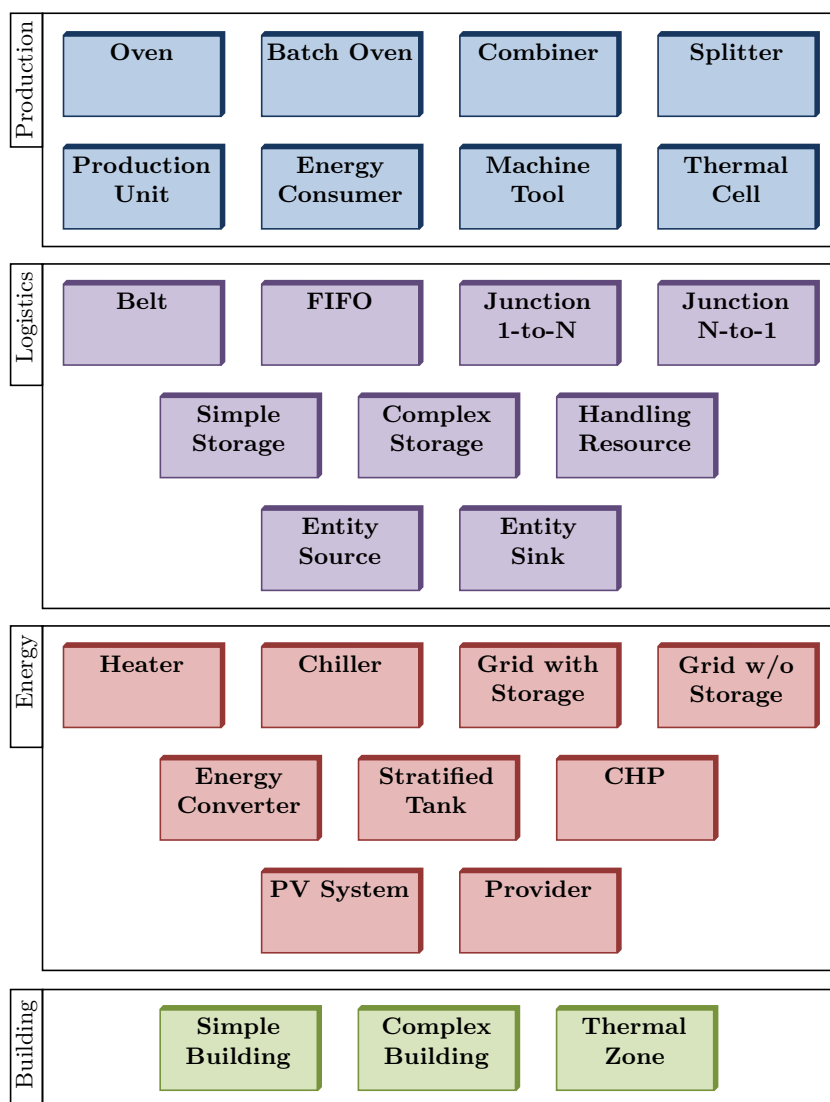 Production
Oven
Batch Oven
Combiner
Splitter
Production
Unit
Energy
Consumer
Machine
Tool
Thermal
Cell
Logistics
Belt
FIFO
Junction
1-to-N
Junction
N-to-1
Simple
Storage
Complex
Storage
Handling
Resource
Entity
Source
Entity
Sink
Energy
Heater
Chiller
Grid with
Storage
Grid w/o
Storage
Energy
Converter
Stratified
Tank
CHP
PV System
Provider
Building
Simple
Building
Complex
Building
Thermal
Zone